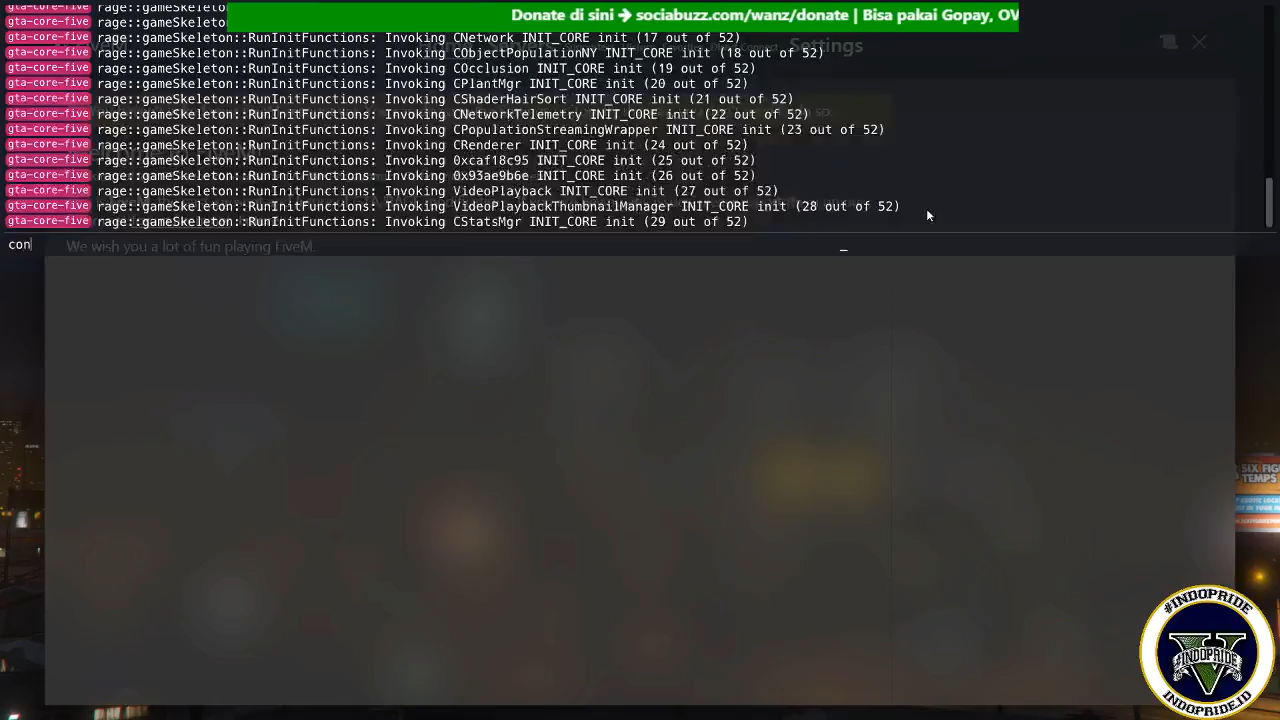 gta-core-five rage::gameSkeleto
Donate di sini → sociabuzz.com/wanz/donate | Bisa pakai Gopay, OV
gta-core-five rage::gameSkeleto
gta-core-five rage::gameSkeleton::RunInitFunctions: Invoking CNetwork INIT_CORE init (17 out of 52)
Settings
gta-core-five rage::gameSkeleton::RunInitFunctions: Invoking CObjectPopulationNY INIT_CORE init (18 out of 52)
gta-core-five rage::gameSkeleton::RunInitFunctions: Invoking COcclusion INIT_CORE init (19 out of 52)
gta-core-five rage::gameSkeleton::RunInitFunctions: Invoking CPlantMgr INIT_CORE init (20 out of 52)
gta-core-five rage::gameSkeleton::RunInitFunctions: Invoking CShaderHairSort INIT_CORE init (21 out of 52)
gta-core-five rage::gameSkeleton::RunInitFunctions: Invoking CNetworkTelemetry INIT_CORE init (22 out of 52)
gta-core-five rage::gameSkeleton::RunInitFunctions: Invoking CPopulationStreamingWrapper INIT_CORE init (23 out of 52)
gta-core-five rage::gameSkeleton::RunInitFunctions: Invoking CRenderer INIT_CORE init (24 out of 52)
gta-core-five rage::gameSkeleton::RunInitFunctions: Invoking 0xcaf18c95 INIT_CORE init (25 out of 52)
gta-core-five rage::gameSkeleton::RunInitFunctions: Invoking 0x93ae9b6e INIT_CORE init (26 out of 52)
gta-core-five rage::gameSkeleton::RunInitFunctions: Invoking VideoPlayback INIT_CORE init (27 out of 52)
gta-core-five rage::gameSkeleton::RunInitFunctions: Invoking VideoPlaybackThumbnailManager INIT_CORE init (28 out of 52)
gta-core-five rage::gameSkeleton::RunInitFunctions: Invoking CStatsMgr INIT_CORE init (29 out of 52)
con
We wish you a lot of fun playing FiveM.
SIX FIG
TEMPS
#INDOPRIDE
#INDOPRIDE
INDOPRIDE.ID